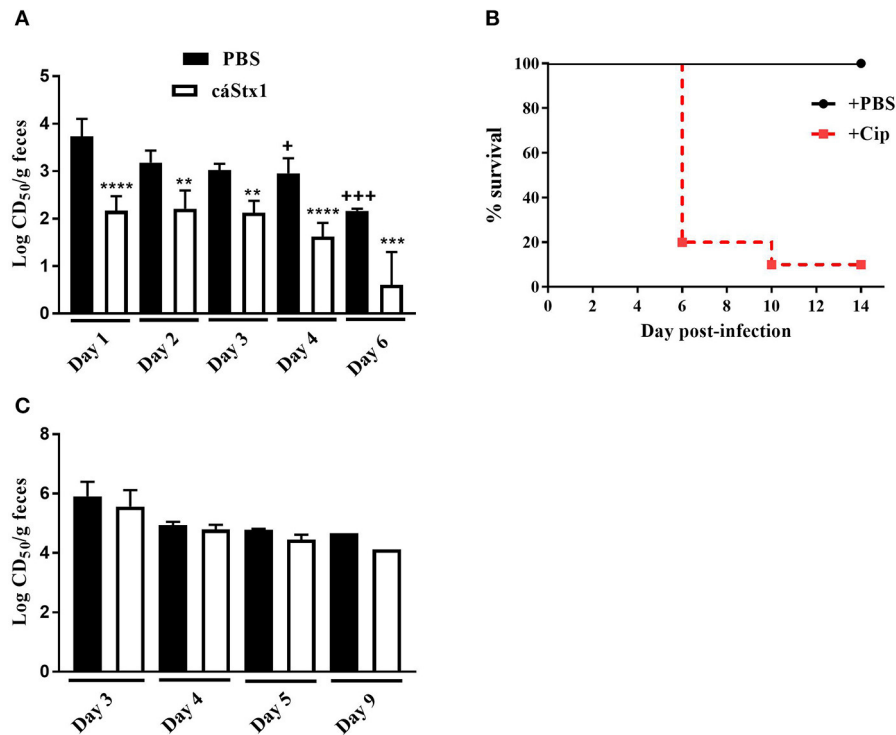 A
PBS
cáStx1
Log CD50/g feces
5
4
3
2
1
0
****
**
**
+
****
+++
***
Day 1
Day 2
Day 3
Day 4
Day 6
B
% survival
100
80
60
40
20
0
0 2 4 6 8 10 12 14
Day post-infection
+PBS
+Cip
C
Log CD50/g feces
8
6
4
2
0
Day 3
Day 4
Day 5
Day 9